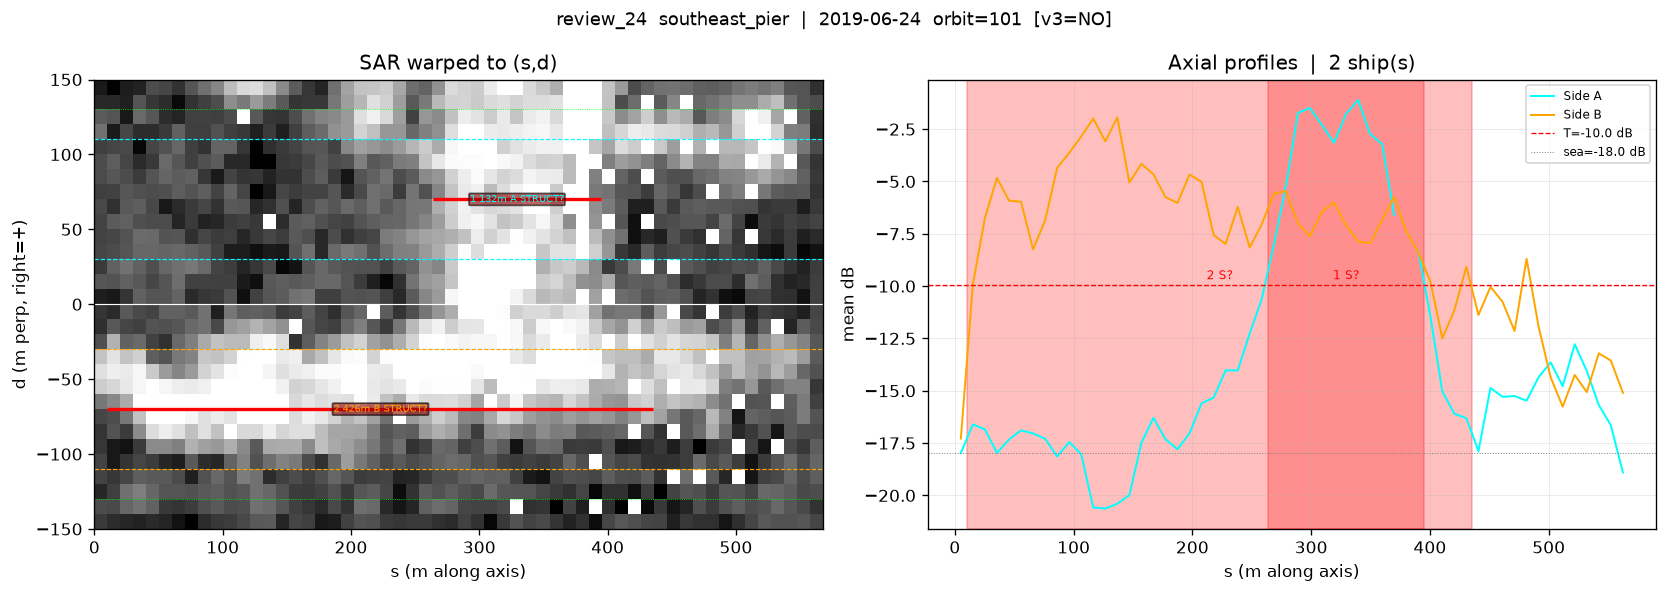 review_24 southeast_pier | 2019-06-24 orbit=101 [v3=NO]
SAR warped to (s,d)
150
100
50
0
−50
−100
−150
d (m perp, right=+)
1 132m A STRUCT?
2 426m B STRUCT?
0
100
200
300
400
500
s (m along axis)
Axial profiles | 2 ship(s)
−2.5
−5.0
−7.5
−10.0
−12.5
−15.0
−17.5
−20.0
mean dB
Side A
Side B
T=-10.0 dB
sea=-18.0 dB
2 S?
1 S?
0
100
200
300
400
500
s (m along axis)